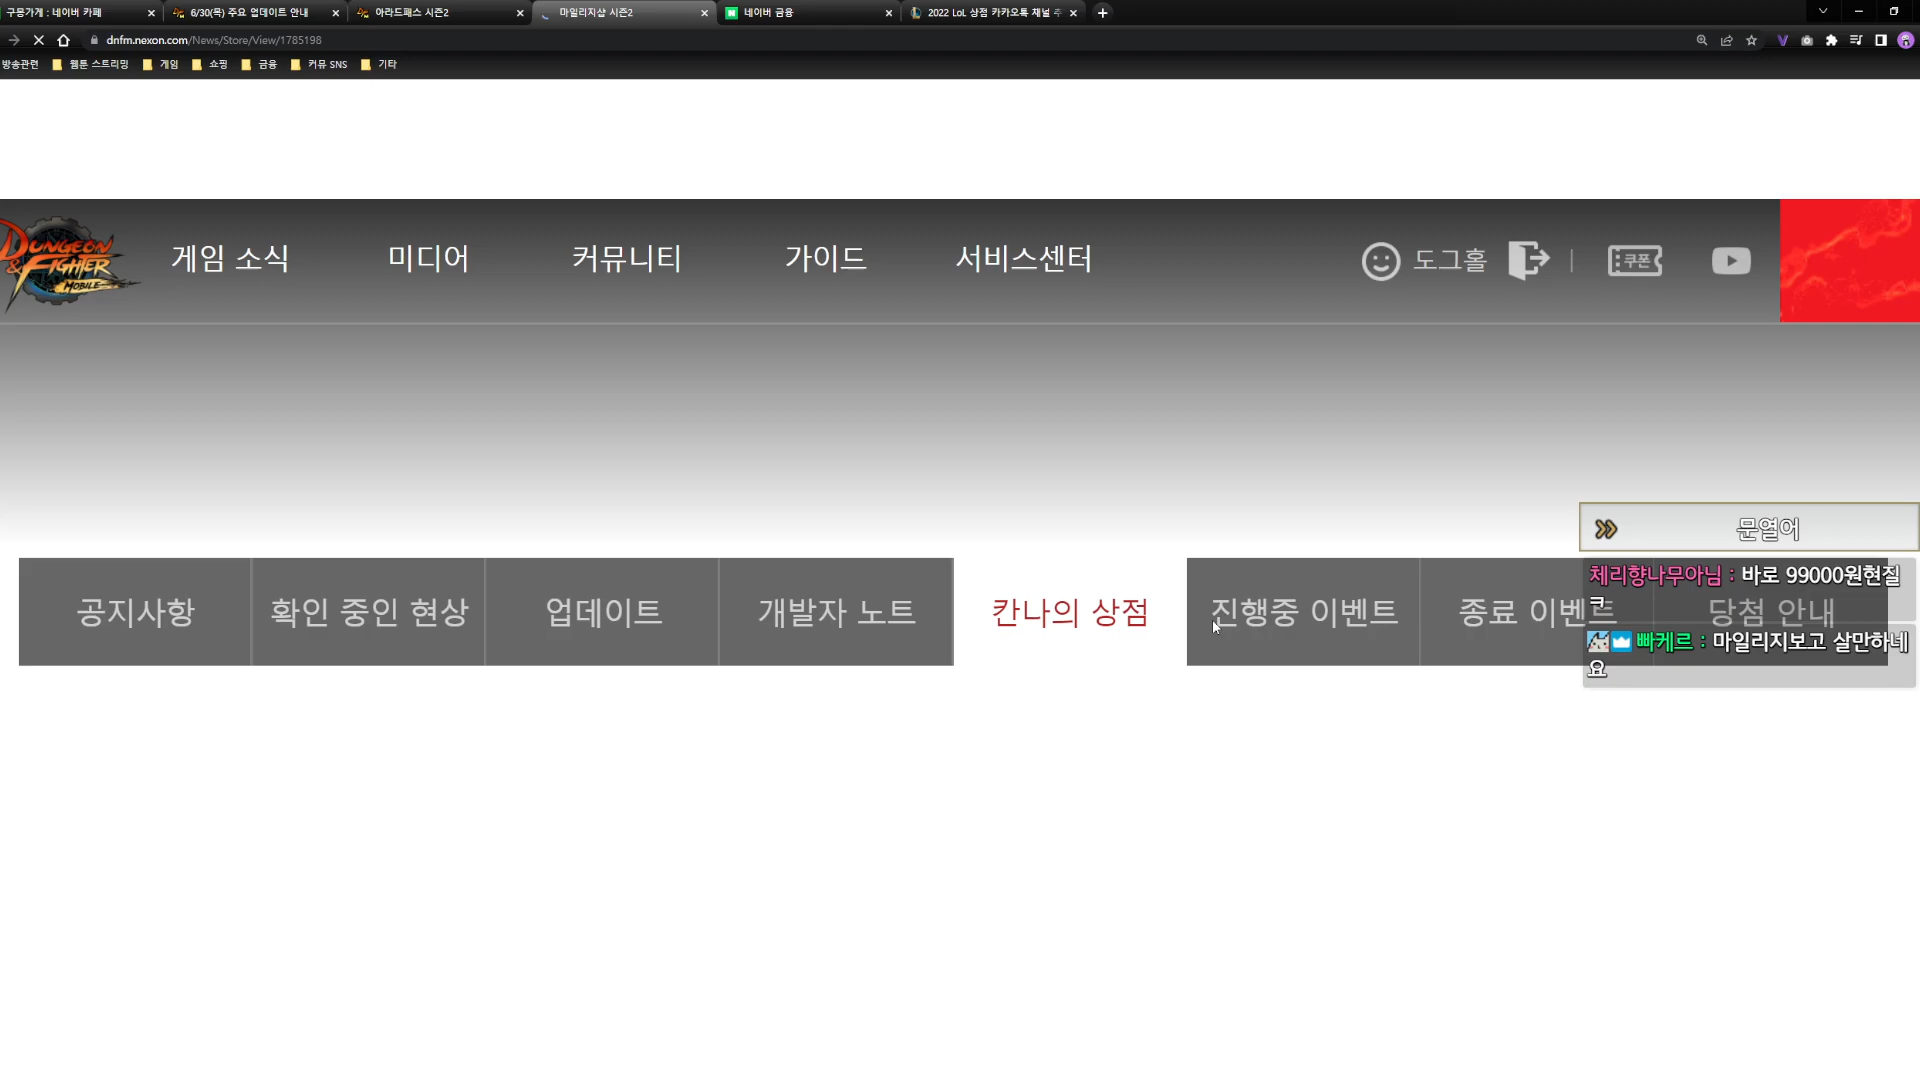 구몽가게 : 네이버 카페
6/30(목) 주요 업데이트 안내
아라드패스 시즌2
마일리지샵 시즌2
네이버 금융
2022 LoL 상점 카카오톡 채널 추
dnfm.nexon.com/News/Store/View/1785198
방송관련
웹툰 스트리밍
게임
쇼핑
금융
커뮤 SNS
기타
DUNGEON
& FIGHTER
MOBILE
게임 소식
미디어
커뮤니티
가이드
서비스센터
도그홀
쿠폰
문열어
공지사항
확인 중인 현상
업데이트
개발자 노트
칸나의 상점
진행중 이벤트
종료 이벤트
당첨 안내
체리향나무아님 : 바로 99000원현질
ㅋ
빠케르 : 마일리지보고 살만하네
요